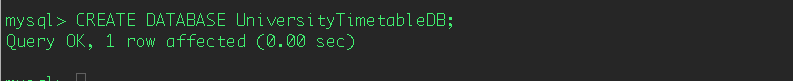 mysql> CREATE DATABASE UniversityTimetableDB;
Query OK, 1 row affected (0.00 sec)
mysql>